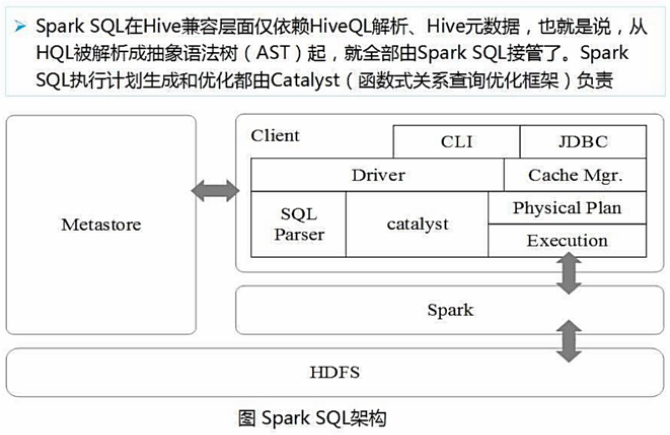 ➢ Spark SQL在Hive兼容层面仅依赖HiveQL解析、Hive元数据，也就是说，从
HQL被解析成抽象语法树（AST）起，就全部由Spark SQL接管了。Spark
SQL执行计划生成和优化都由Catalyst（函数式关系查询优化框架）负责
Client
CLI
JDBC
Driver
Cache Mgr.
Metastore
SQL
Parser
catalyst
Physical Plan
Execution
Spark
HDFS
图 Spark SQL架构